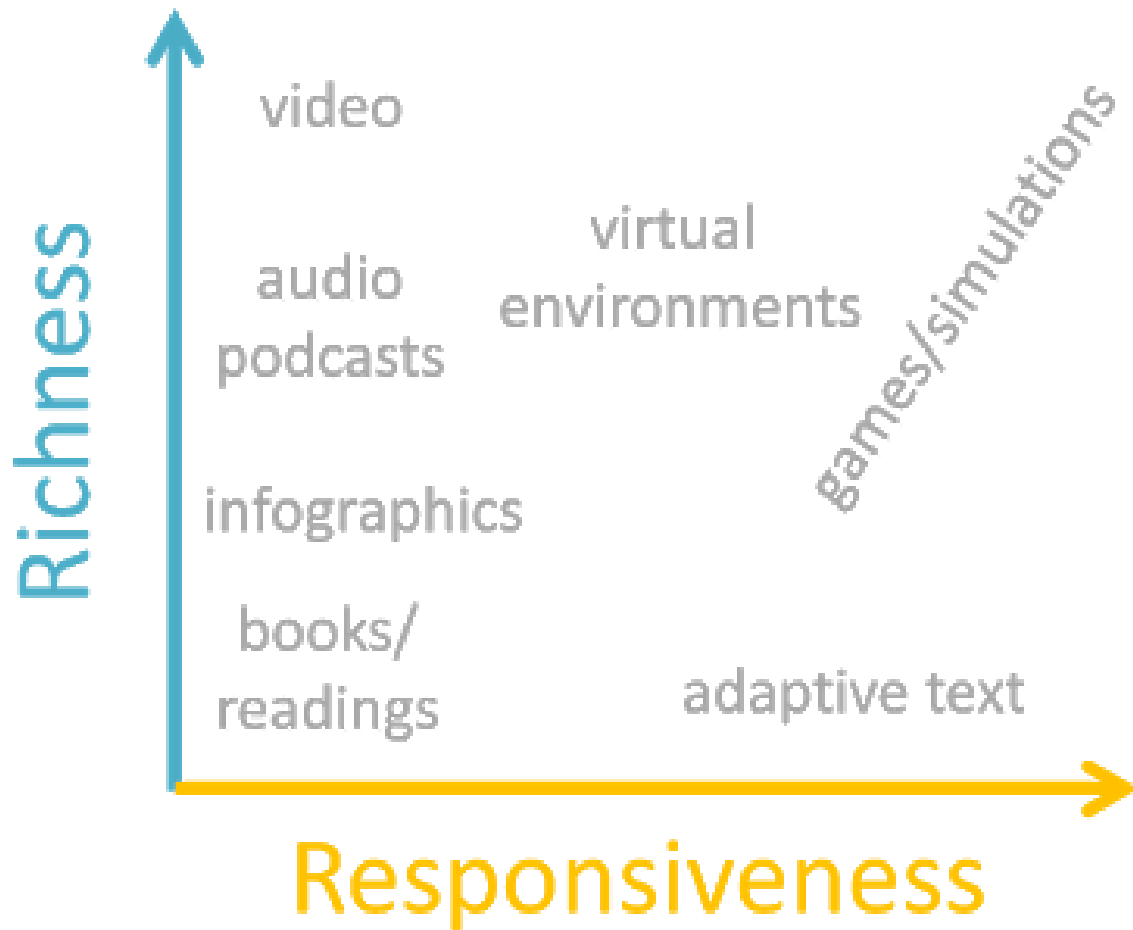 Richness
video
virtual
environments
games/simulations
audio
podcasts
infographics
books/
readings
adaptive text
Responsiveness